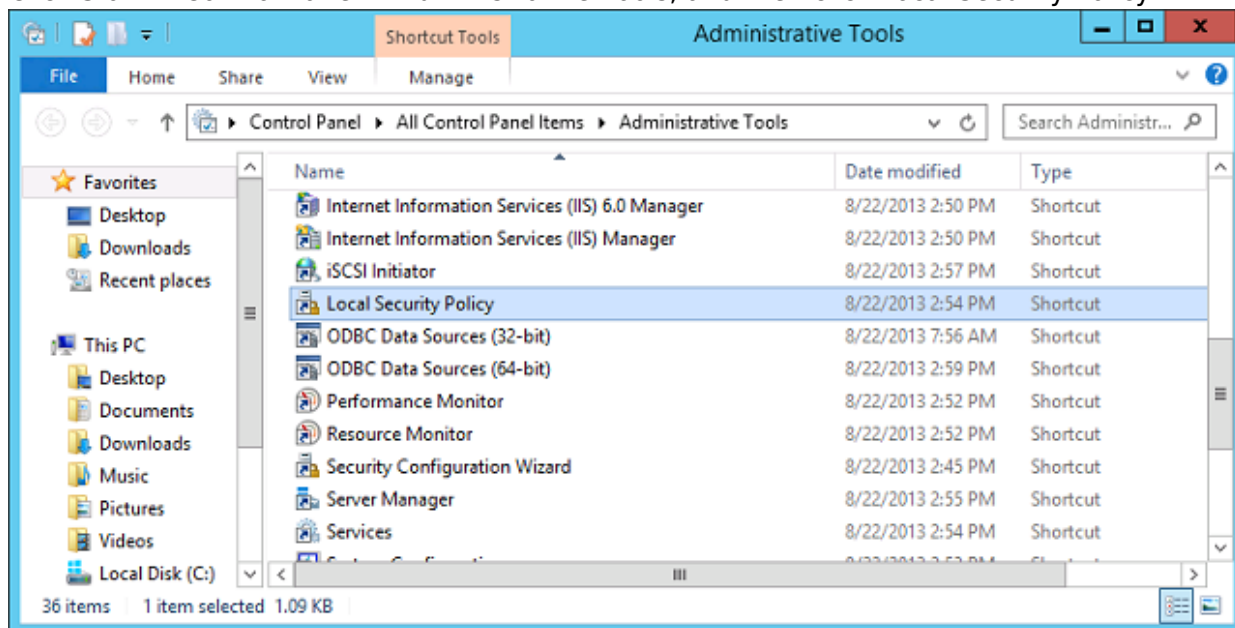 Shortcut Tools
Administrative Tools
File Home Share View Manage
Control Panel All Control Panel Items Administrative Tools
Search Administr...
Favorites
Desktop
Downloads
Recent places
This PC
Desktop
Documents
Downloads
Music
Pictures
Videos
Local Disk (C:)
Name Date modified Type
Internet Information Services (IIS) 6.0 Manager 8/22/2013 2:50 PM Shortcut
Internet Information Services (IIS) Manager 8/22/2013 2:50 PM Shortcut
iSCSI Initiator 8/22/2013 2:57 PM Shortcut
Local Security Policy 8/22/2013 2:54 PM Shortcut
ODBC Data Sources (32-bit) 8/22/2013 7:56 AM Shortcut
ODBC Data Sources (64-bit) 8/22/2013 2:59 PM Shortcut
Performance Monitor 8/22/2013 2:52 PM Shortcut
Resource Monitor 8/22/2013 2:52 PM Shortcut
Security Configuration Wizard 8/22/2013 2:45 PM Shortcut
Server Manager 8/22/2013 2:55 PM Shortcut
Services 8/22/2013 2:54 PM Shortcut
36 items 1 item selected 1.09 KB